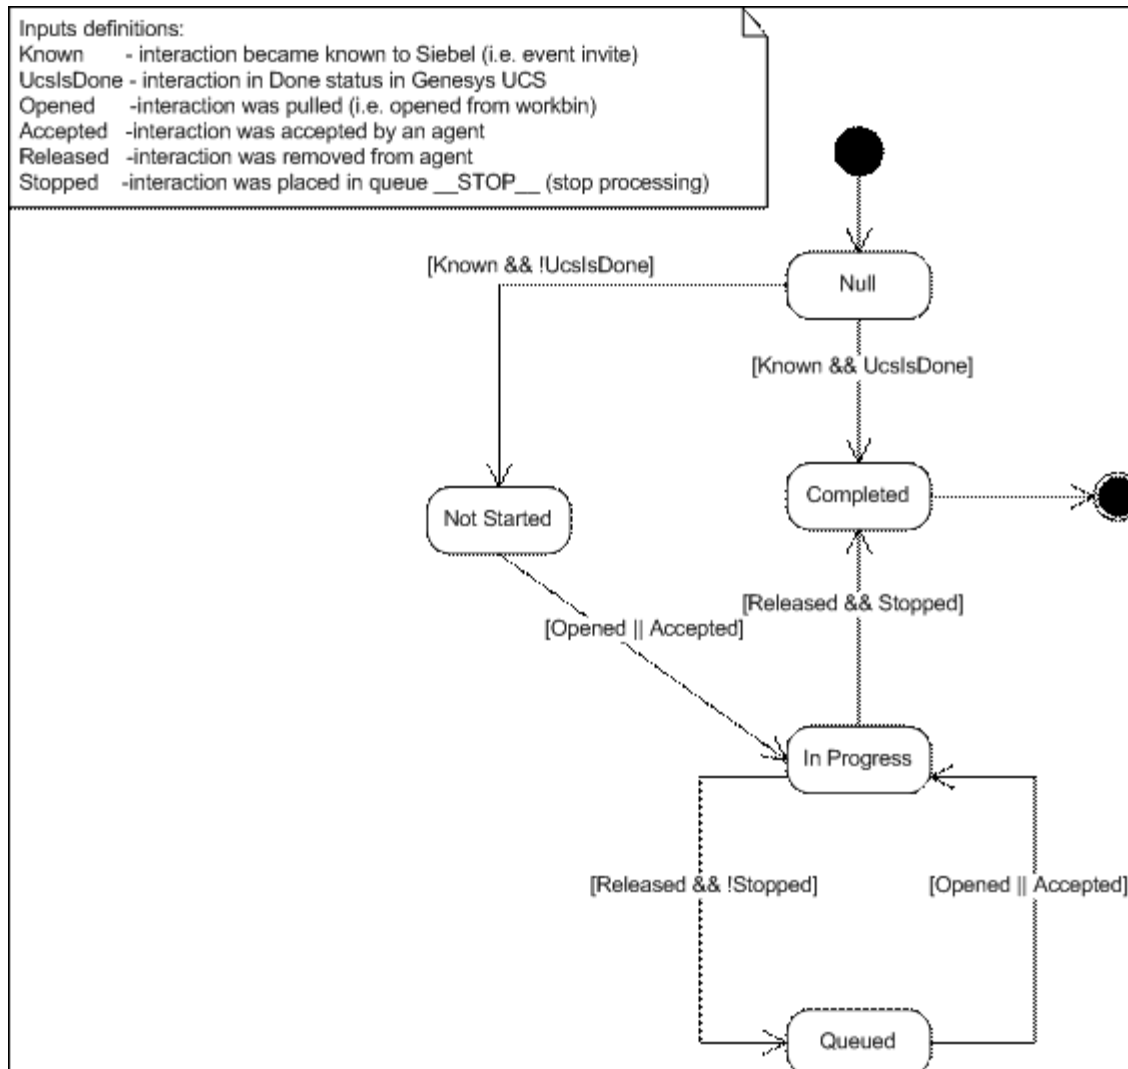 Inputs definitions:
Known - interaction became known to Siebel (i.e. event invite)
UcsIsDone - interaction in Done status in Genesys UCS
Opened -interaction was pulled (i.e. opened from workbin)
Accepted -interaction was accepted by an agent
Released -interaction was removed from agent
Stopped -interaction was placed in queue __STOP__ (stop processing)
[Known && !UcsIsDone]
Null
[Known && UcsIsDone]
Completed
Not Started
[Released && Stopped]
[Opened || Accepted]
In Progress
[Released && !Stopped]
[Opened || Accepted]
Queued